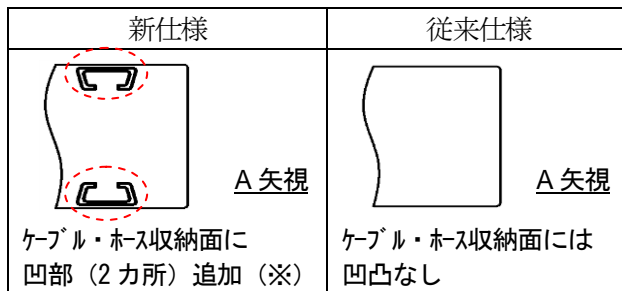 新仕様
従来仕様
A 矢視
A 矢視
ｹｰﾌﾞﾙ・ﾎｰｽ収納面に
凹部（2 カ所）追加（※）
ｹｰﾌﾞﾙ・ﾎｰｽ収納面には
凹凸なし